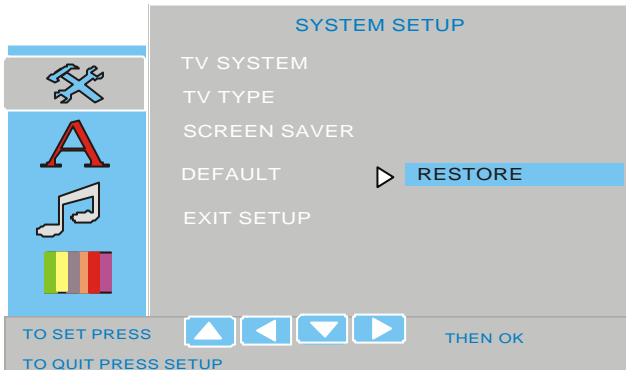 SYSTEM SETUP
TV SYSTEM
TV TYPE
SCREEN SAVER
DEFAULT RESTORE
EXIT SETUP
TO SET PRESS THEN OK
TO QUIT PRESS SETUP